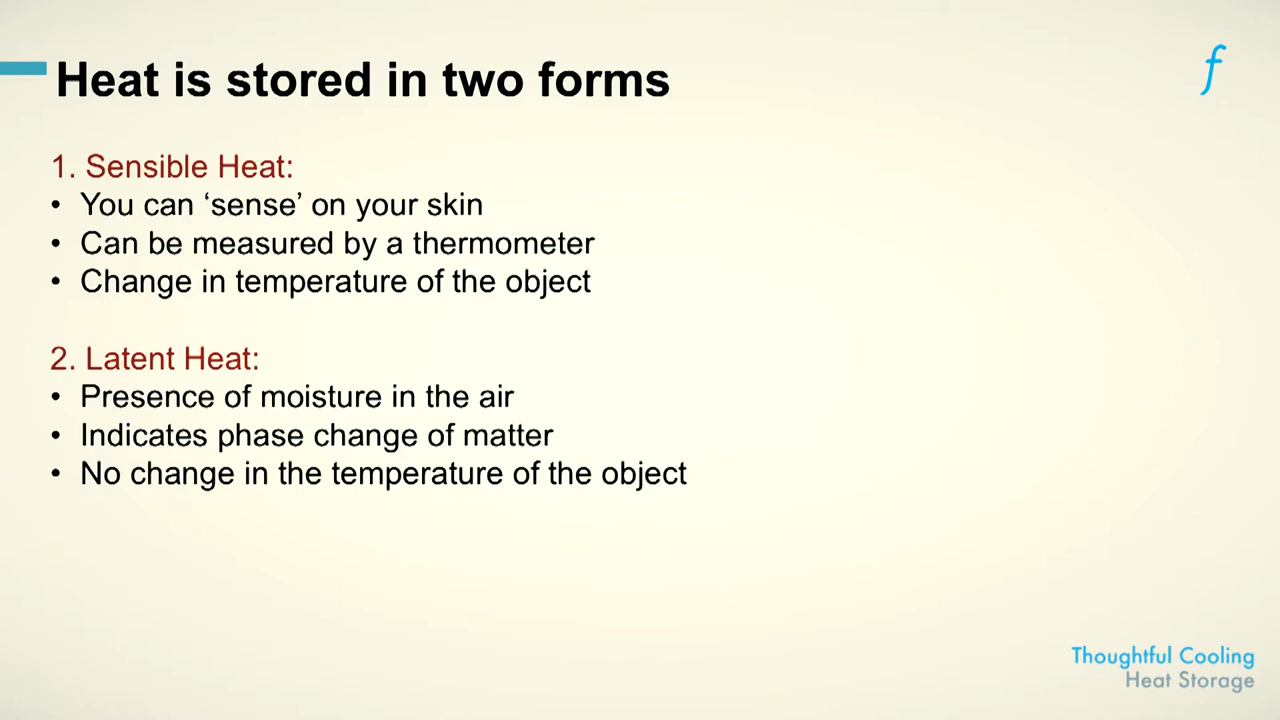 Heat is stored in two forms
f
1. Sensible Heat:
• You can ‘sense’ on your skin
• Can be measured by a thermometer
• Change in temperature of the object
2. Latent Heat:
• Presence of moisture in the air
• Indicates phase change of matter
• No change in the temperature of the object
Thoughtful Cooling
Heat Storage